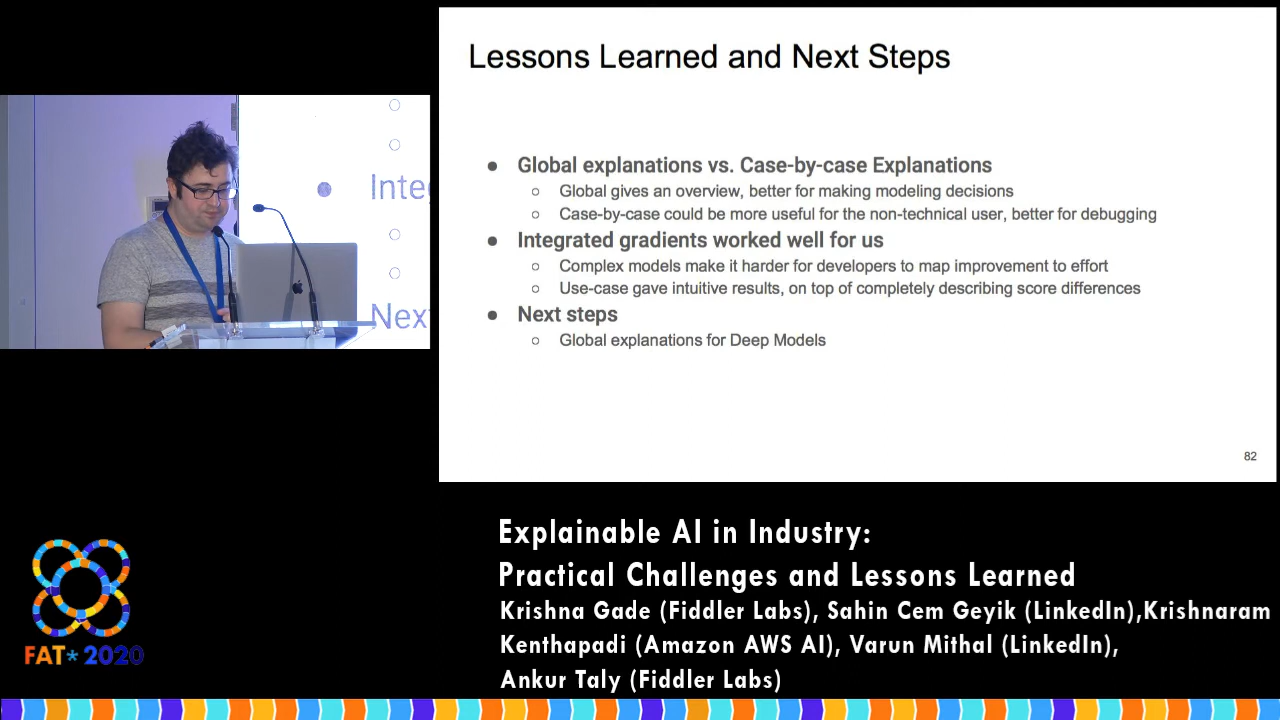 Lessons Learned and Next Steps
● Global explanations vs. Case-by-case Explanations
○ Global gives an overview, better for making modeling decisions
○ Case-by-case could be more useful for the non-technical user, better for debugging
● Integrated gradients worked well for us
○ Complex models make it harder for developers to map improvement to effort
○ Use-case gave intuitive results, on top of completely describing score differences
● Next steps
○ Global explanations for Deep Models
82
Inte
Next
Explainable AI in Industry:
Practical Challenges and Lessons Learned
Krishna Gade (Fiddler Labs), Sahin Cem Geyik (LinkedIn),Krishnaram
Kenthapadi (Amazon AWS AI), Varun Mithal (LinkedIn),
Ankur Taly (Fiddler Labs)
FAT* 2020